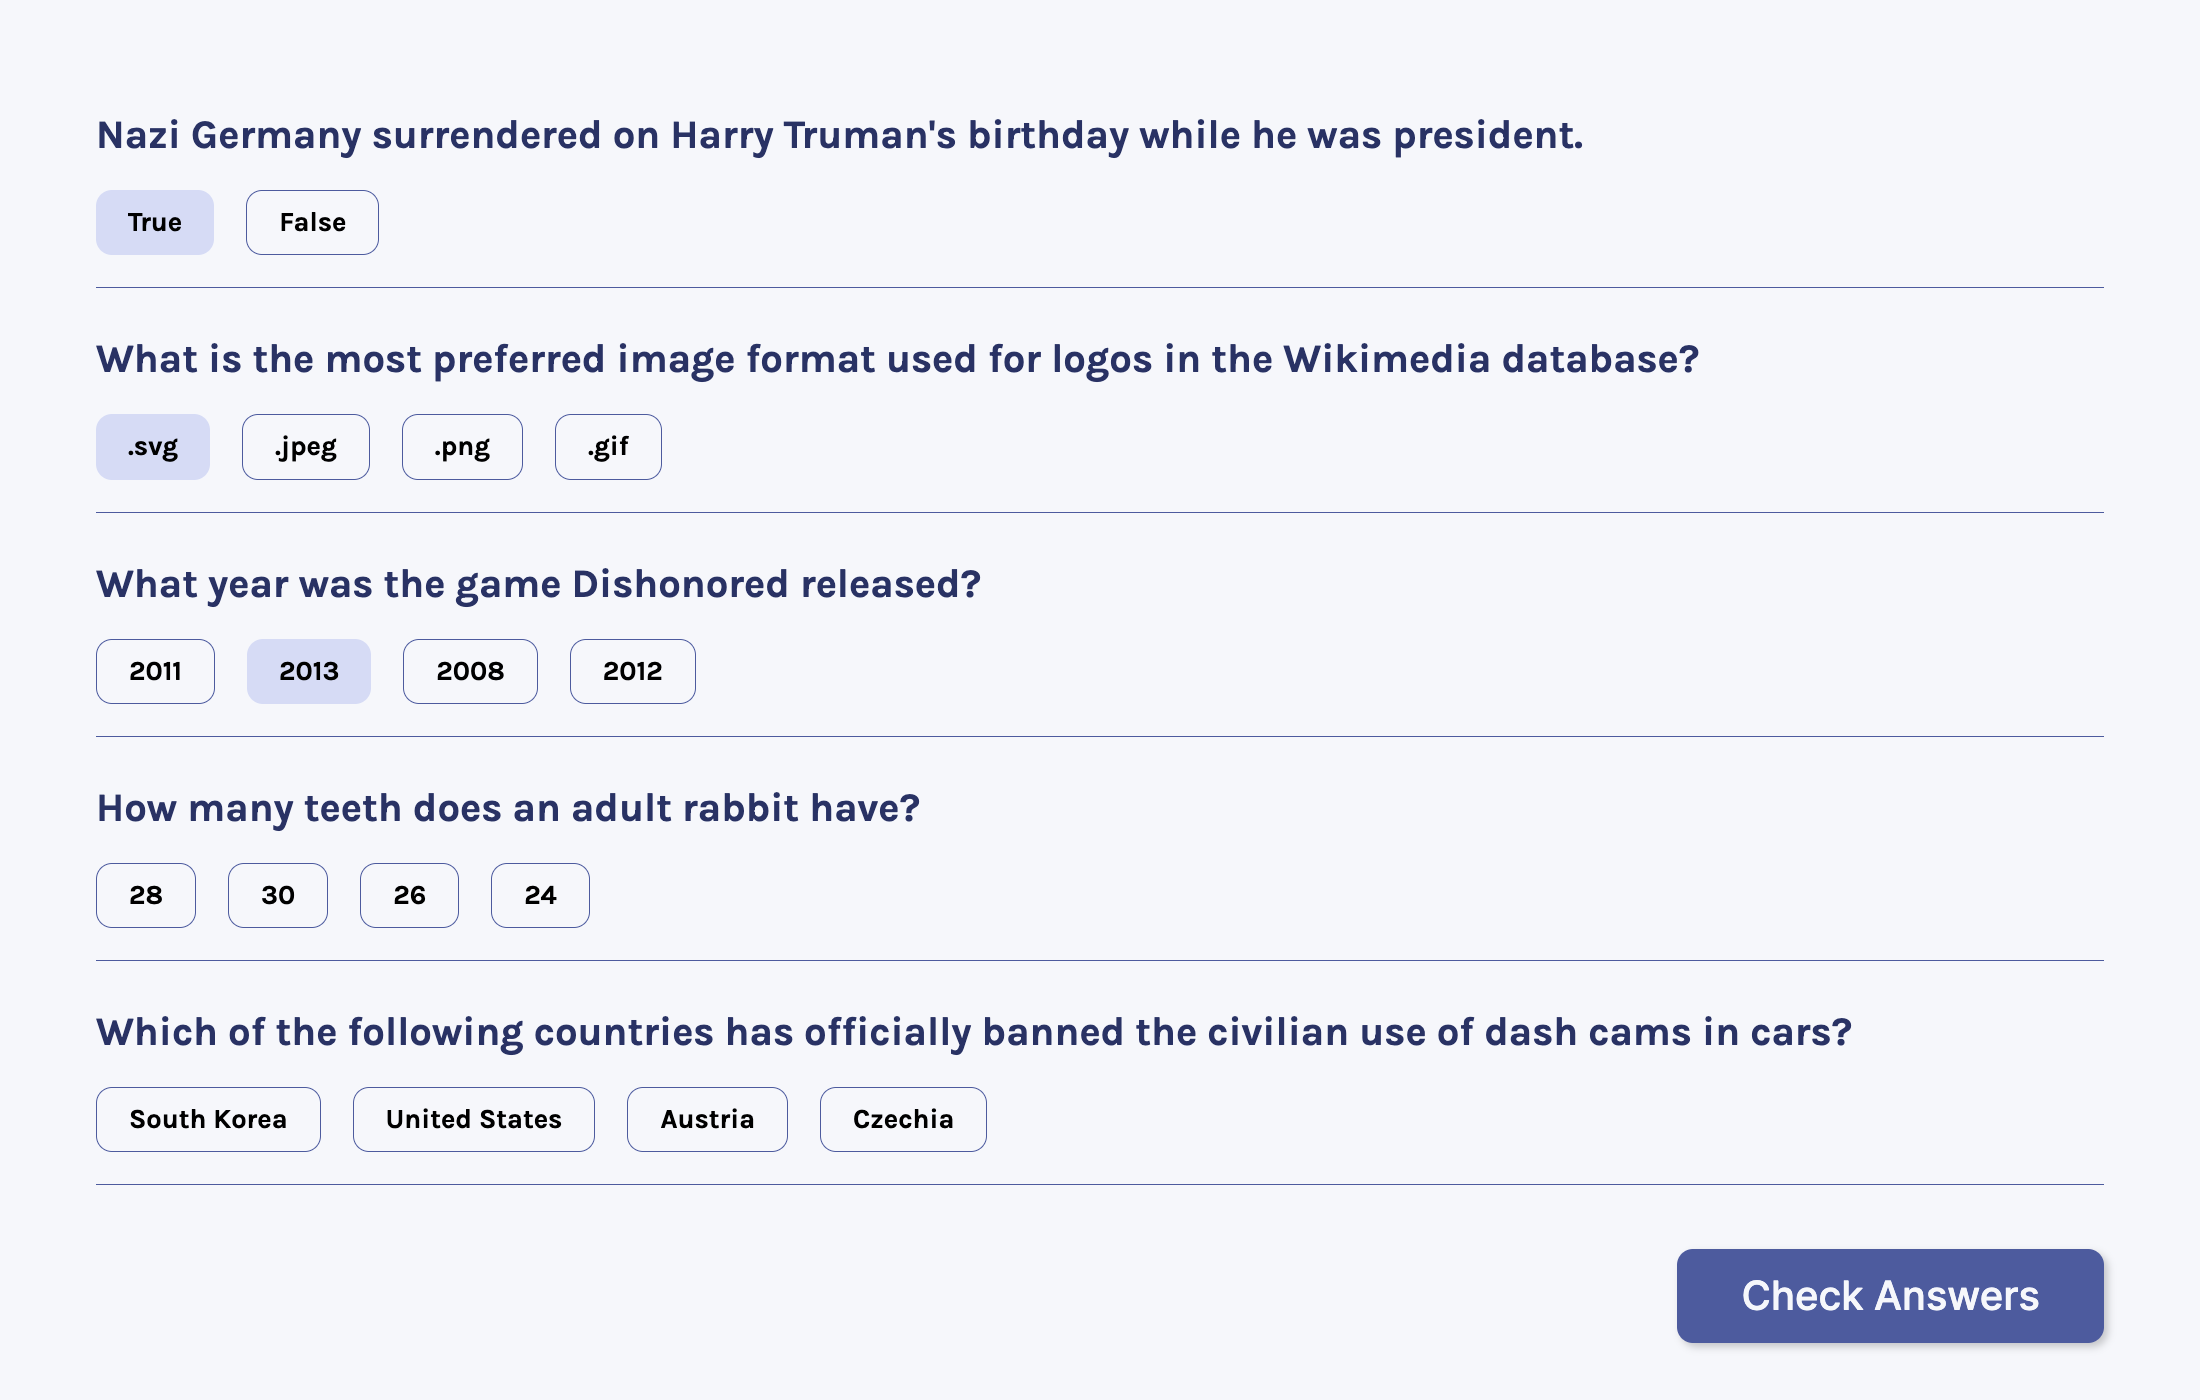 Nazi Germany surrendered on Harry Truman's birthday while he was president.
True False
What is the most preferred image format used for logos in the Wikimedia database?
.svg .jpeg .png .gif
What year was the game Dishonored released?
2011 2013 2008 2012
How many teeth does an adult rabbit have?
28 30 26 24
Which of the following countries has officially banned the civilian use of dash cams in cars?
South Korea United States Austria Czechia
Check Answers